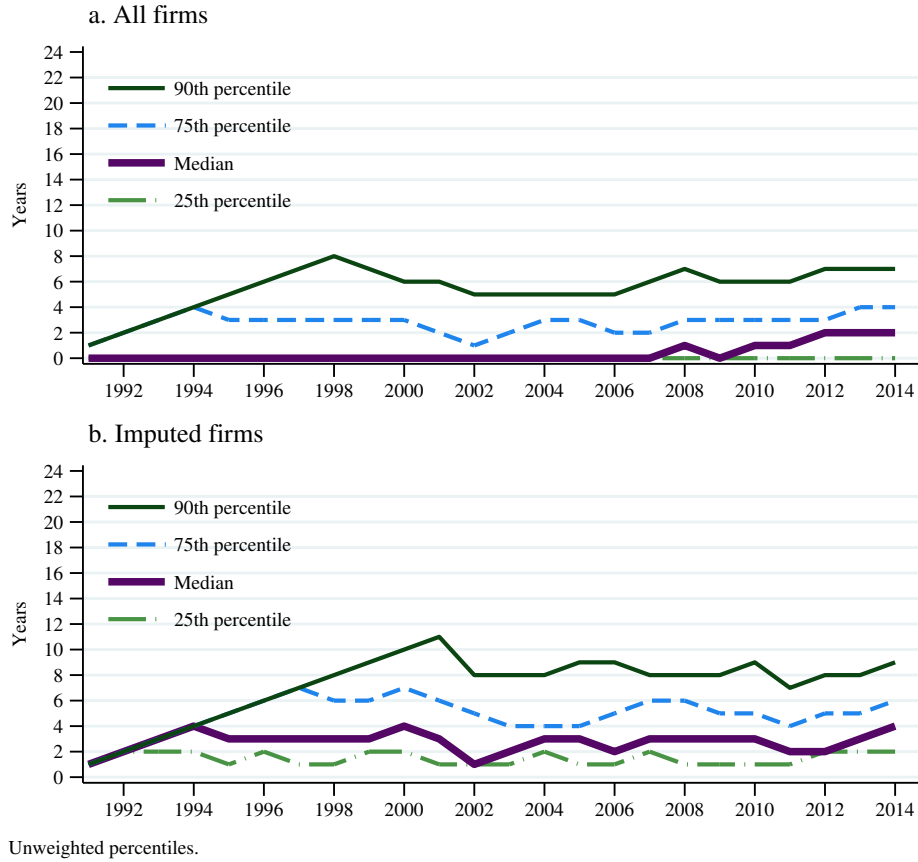 a. All firms
Years
24
22
20
18
16
14
12
10
8
6
4
2
0
90th percentile
75th percentile
Median
25th percentile
1992 1994 1996 1998 2000 2002 2004 2006 2008 2010 2012 2014
b. Imputed firms
Years
24
22
20
18
16
14
12
10
8
6
4
2
0
90th percentile
75th percentile
Median
25th percentile
1992 1994 1996 1998 2000 2002 2004 2006 2008 2010 2012 2014
Unweighted percentiles.